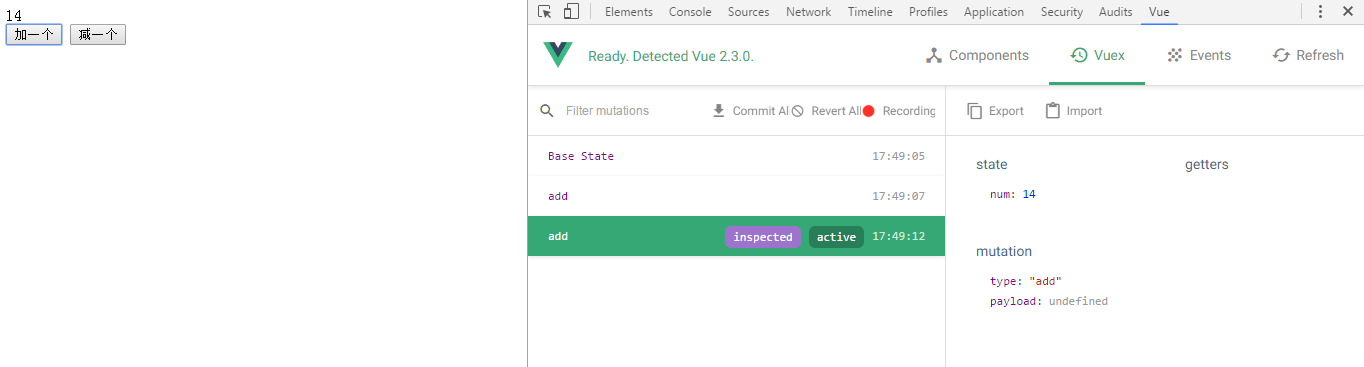 14
加一个 减一个
Elements Console Sources Network Timeline Profiles Application Security Audits Vue
Ready. Detected Vue 2.3.0. Components Vuex Events Refresh
Filter mutations Commit Al Revert All Recording Export Import
Base State 17:49:05
add 17:49:07
add inspected active 17:49:12
state getters
num: 14
mutation
type: "add"
payload: undefined